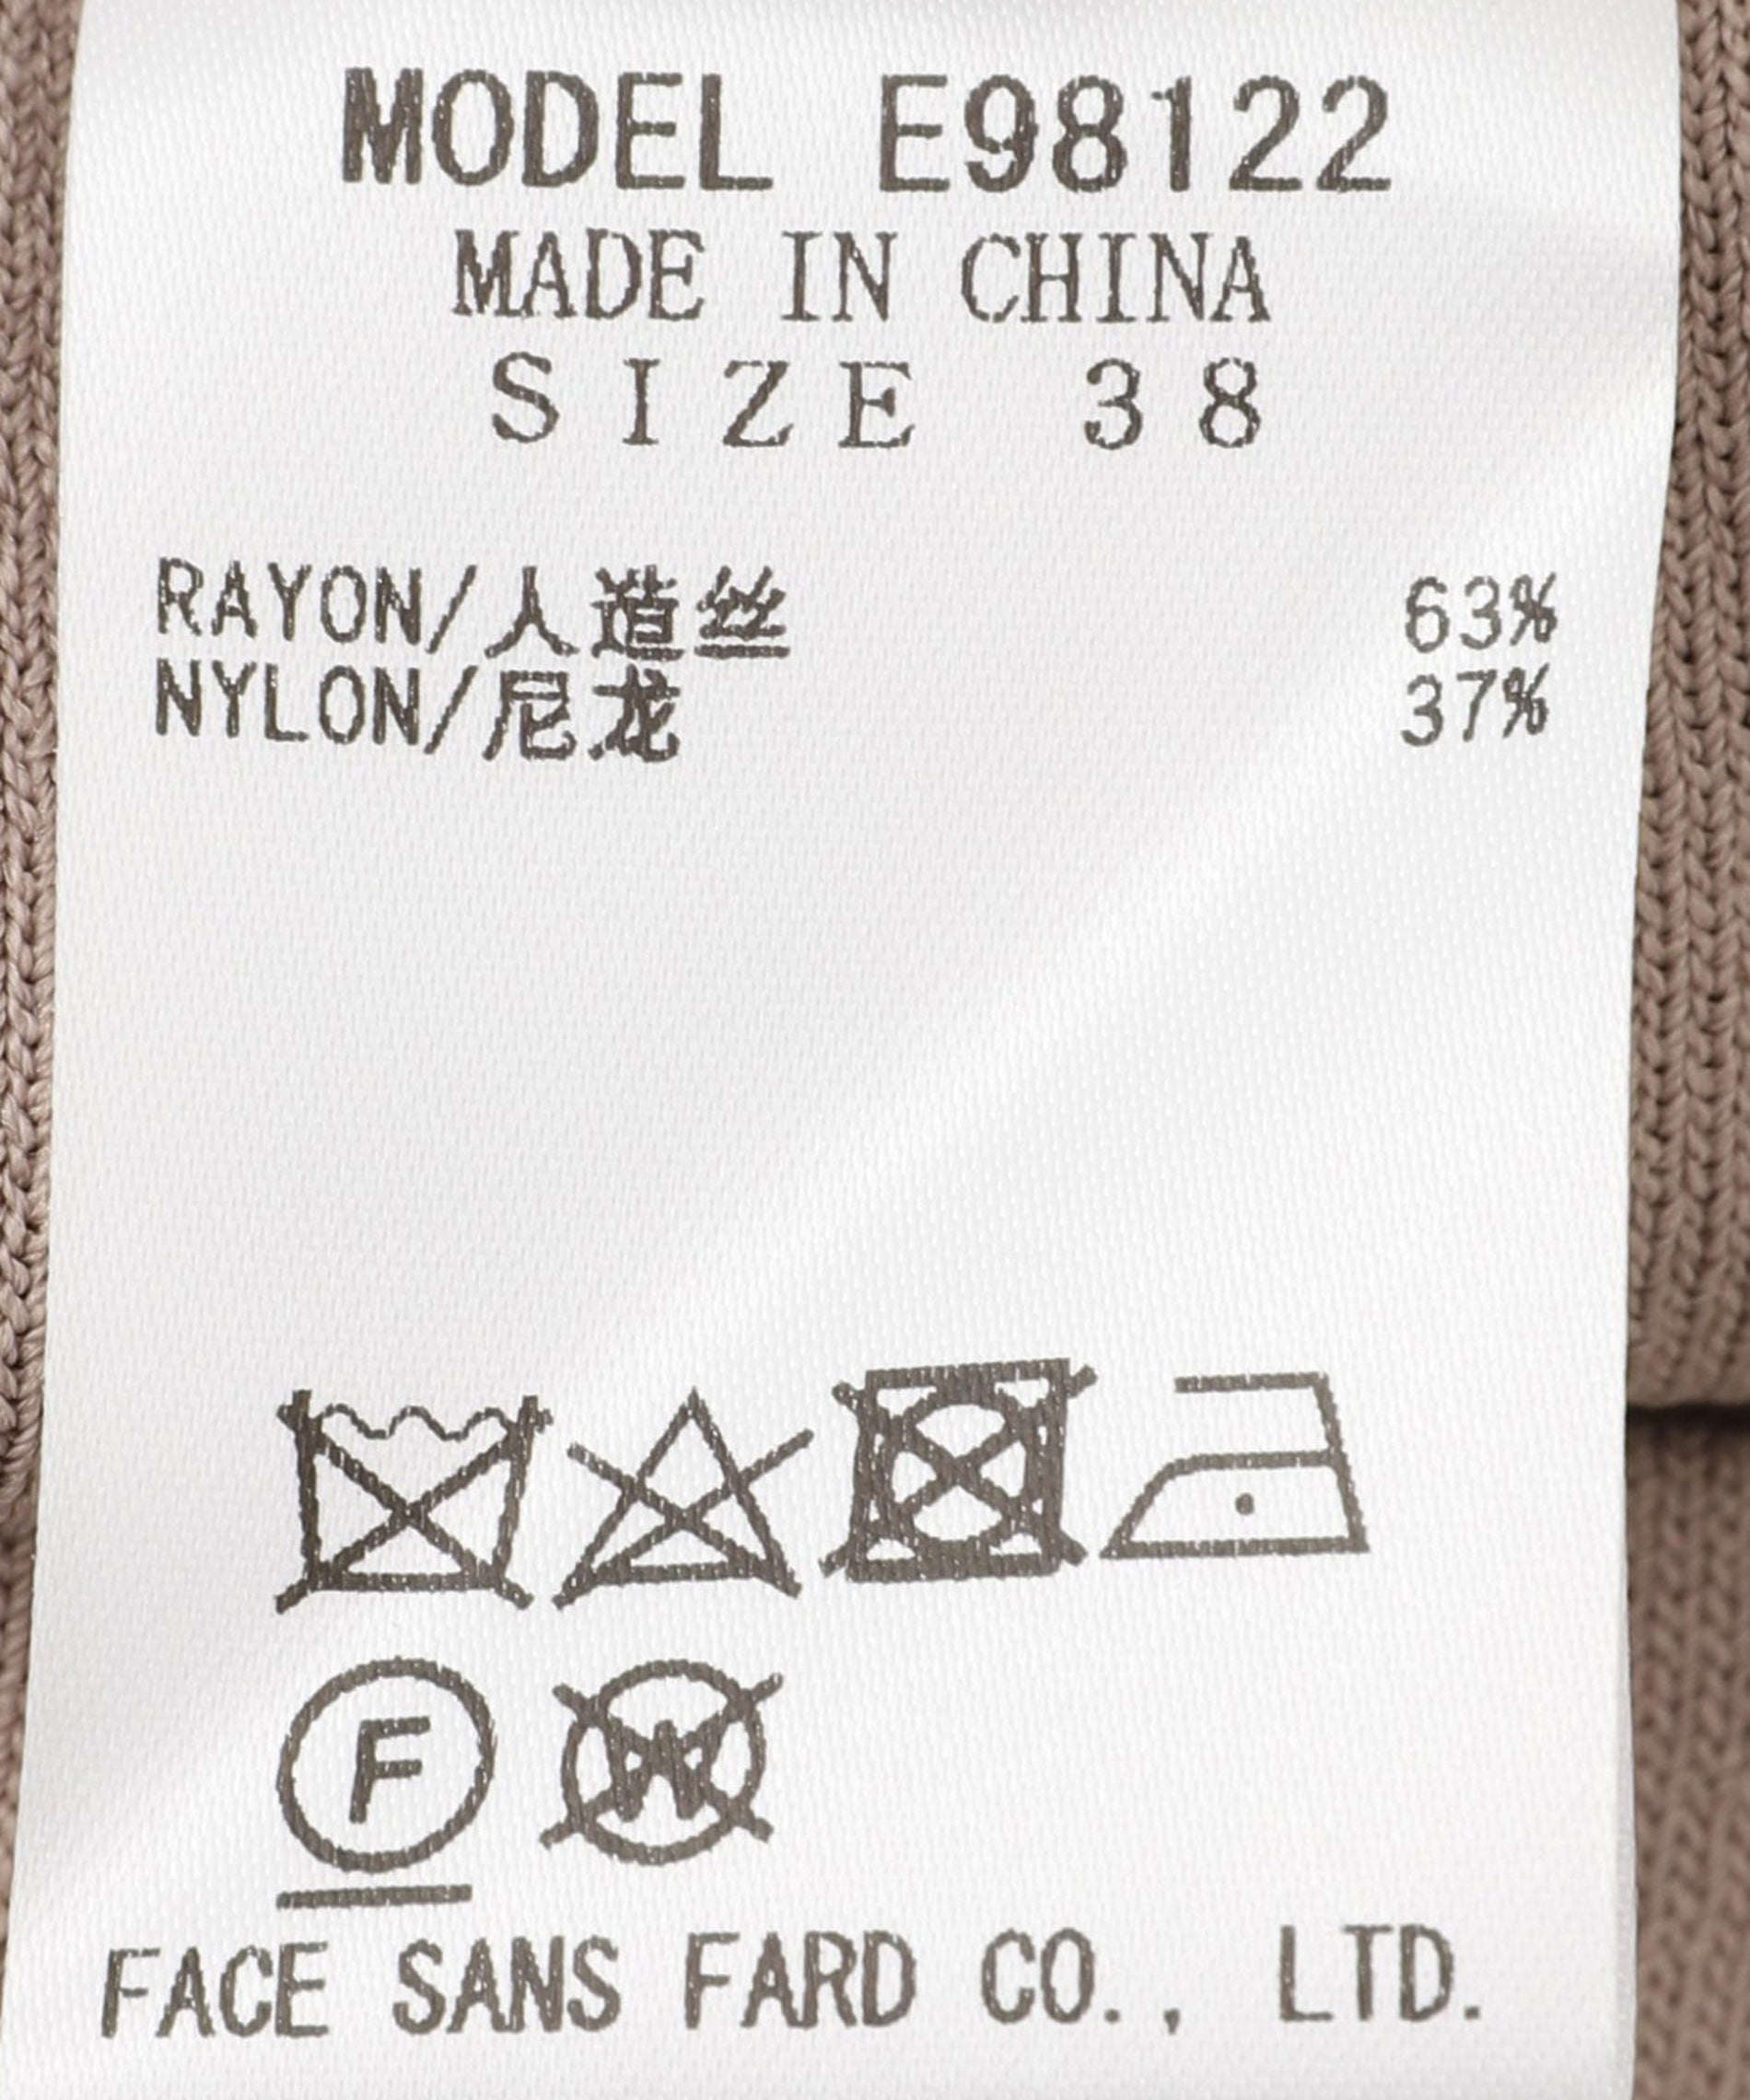 MODEL E98122
MADE IN CHINA
SIZE 38
RAYON/人造丝 63%
NYLON/尼龙 37%
F W
FACE SANS FARD CO., LTD.